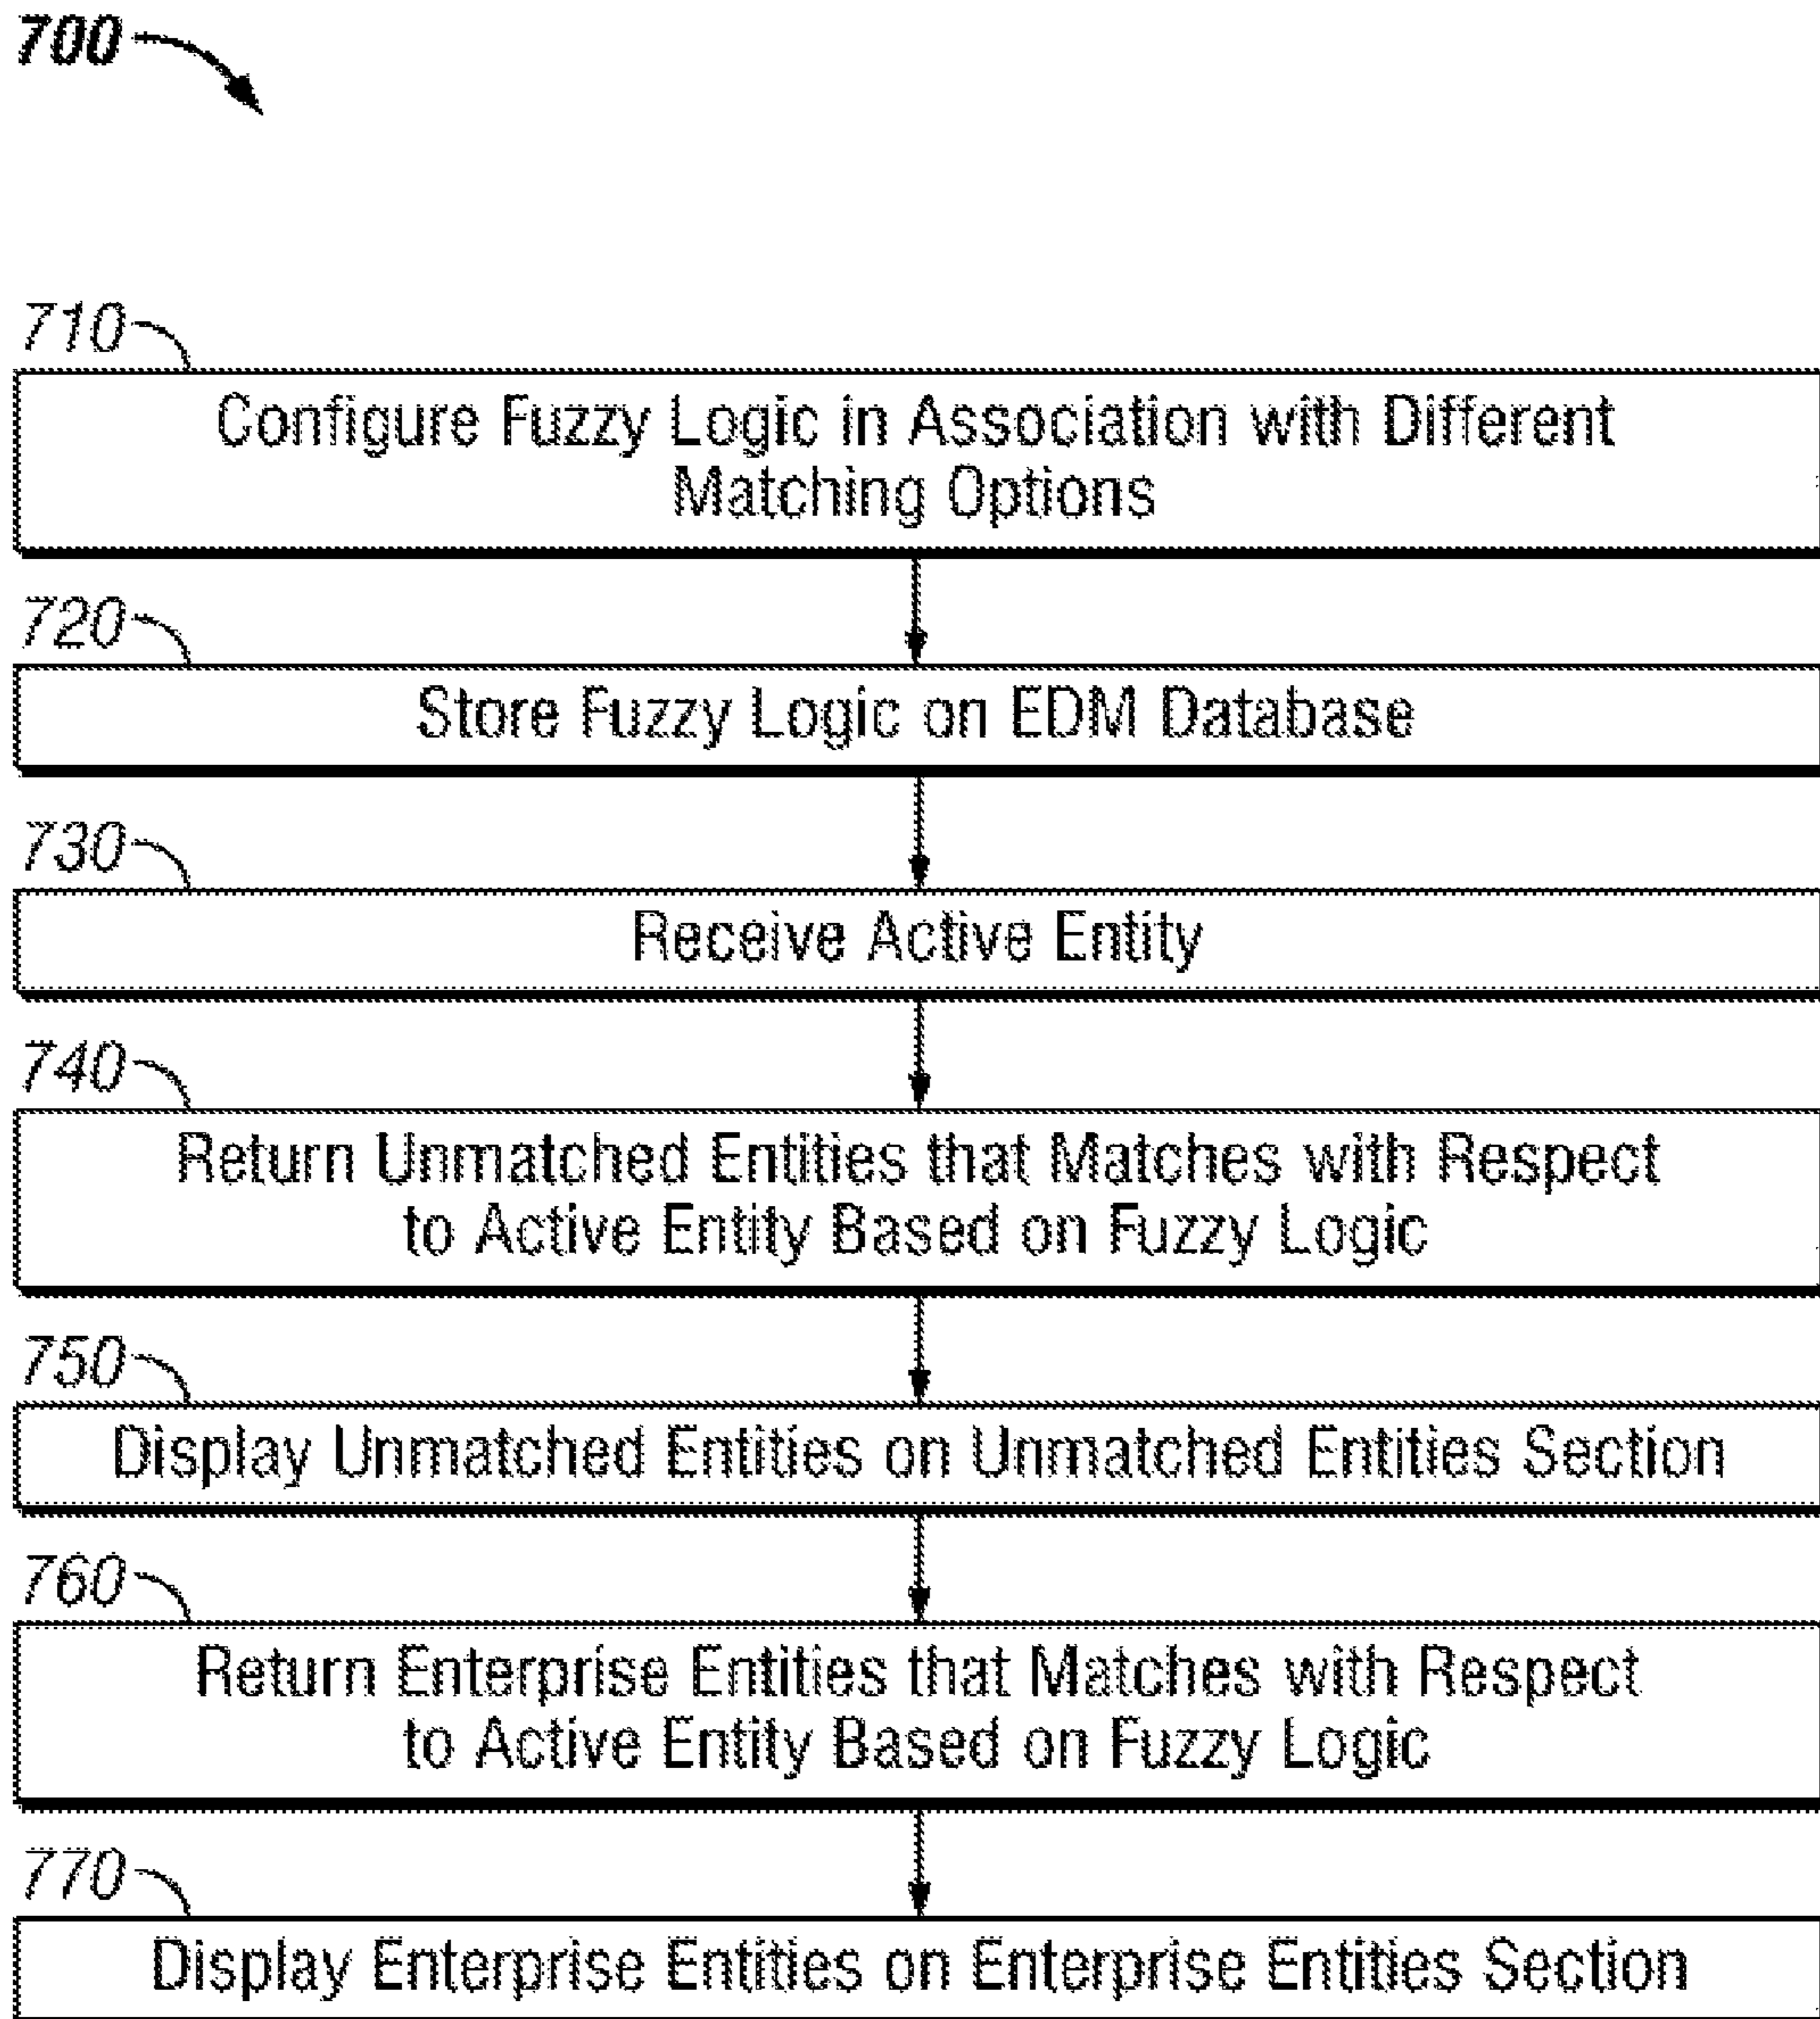 700
710
Configure Fuzzy Logic in Association with Different
Matching Options
720
Store Fuzzy Logic on EDM Database
730
Receive Active Entity
740
Return Unmatched Entities that Matches with Respect
to Active Entity Based on Fuzzy Logic
750
Display Unmatched Entities on Unmatched Entities Section
760
Return Enterprise Entities that Matches with Respect
to Active Entity Based on Fuzzy Logic
770
Display Enterprise Entities on Enterprise Entities Section